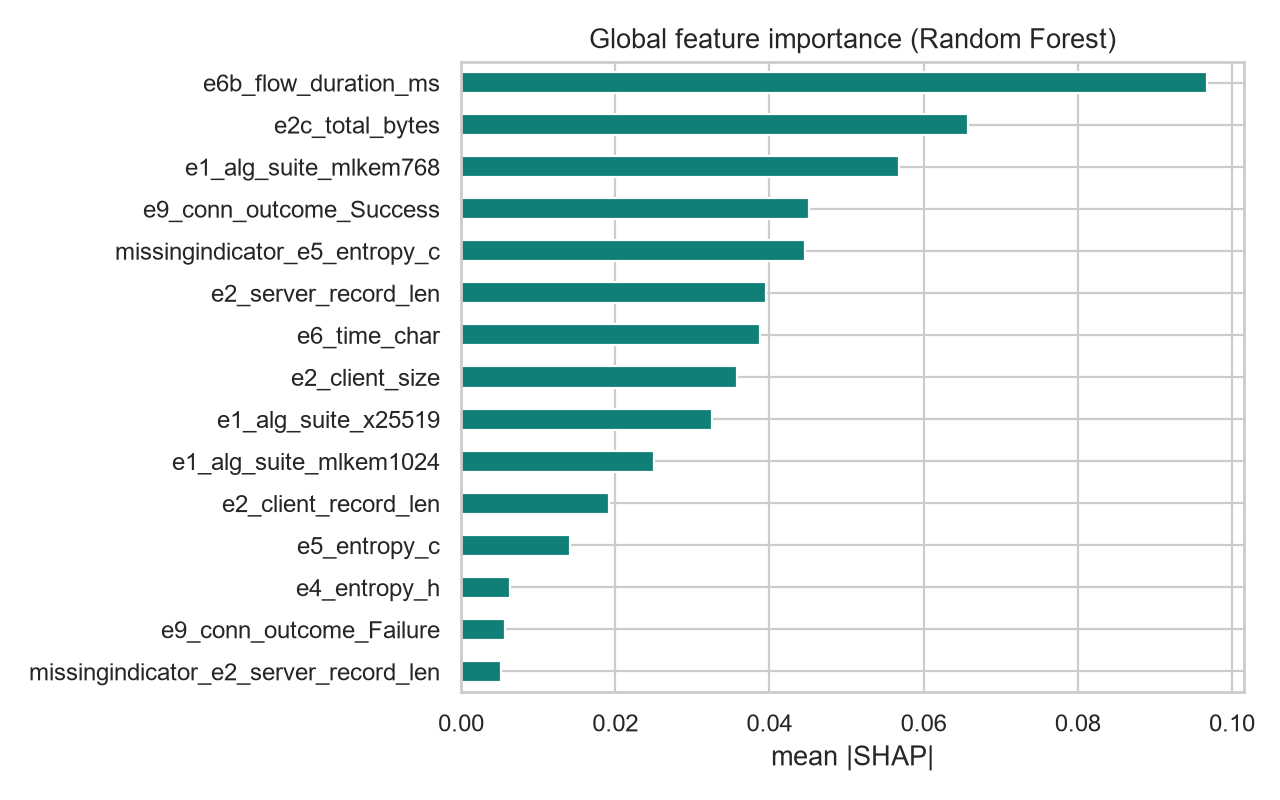 Global feature importance (Random Forest)
e6b_flow_duration_ms
e2c_total_bytes
e1_alg_suite_mlkem768
e9_conn_outcome_Success
missingindicator_e5_entropy_c
e2_server_record_len
e6_time_char
e2_client_size
e1_alg_suite_x25519
e1_alg_suite_mlkem1024
e2_client_record_len
e5_entropy_c
e4_entropy_h
e9_conn_outcome_Failure
missingindicator_e2_server_record_len
0.00 0.02 0.04 0.06 0.08 0.10
mean |SHAP|